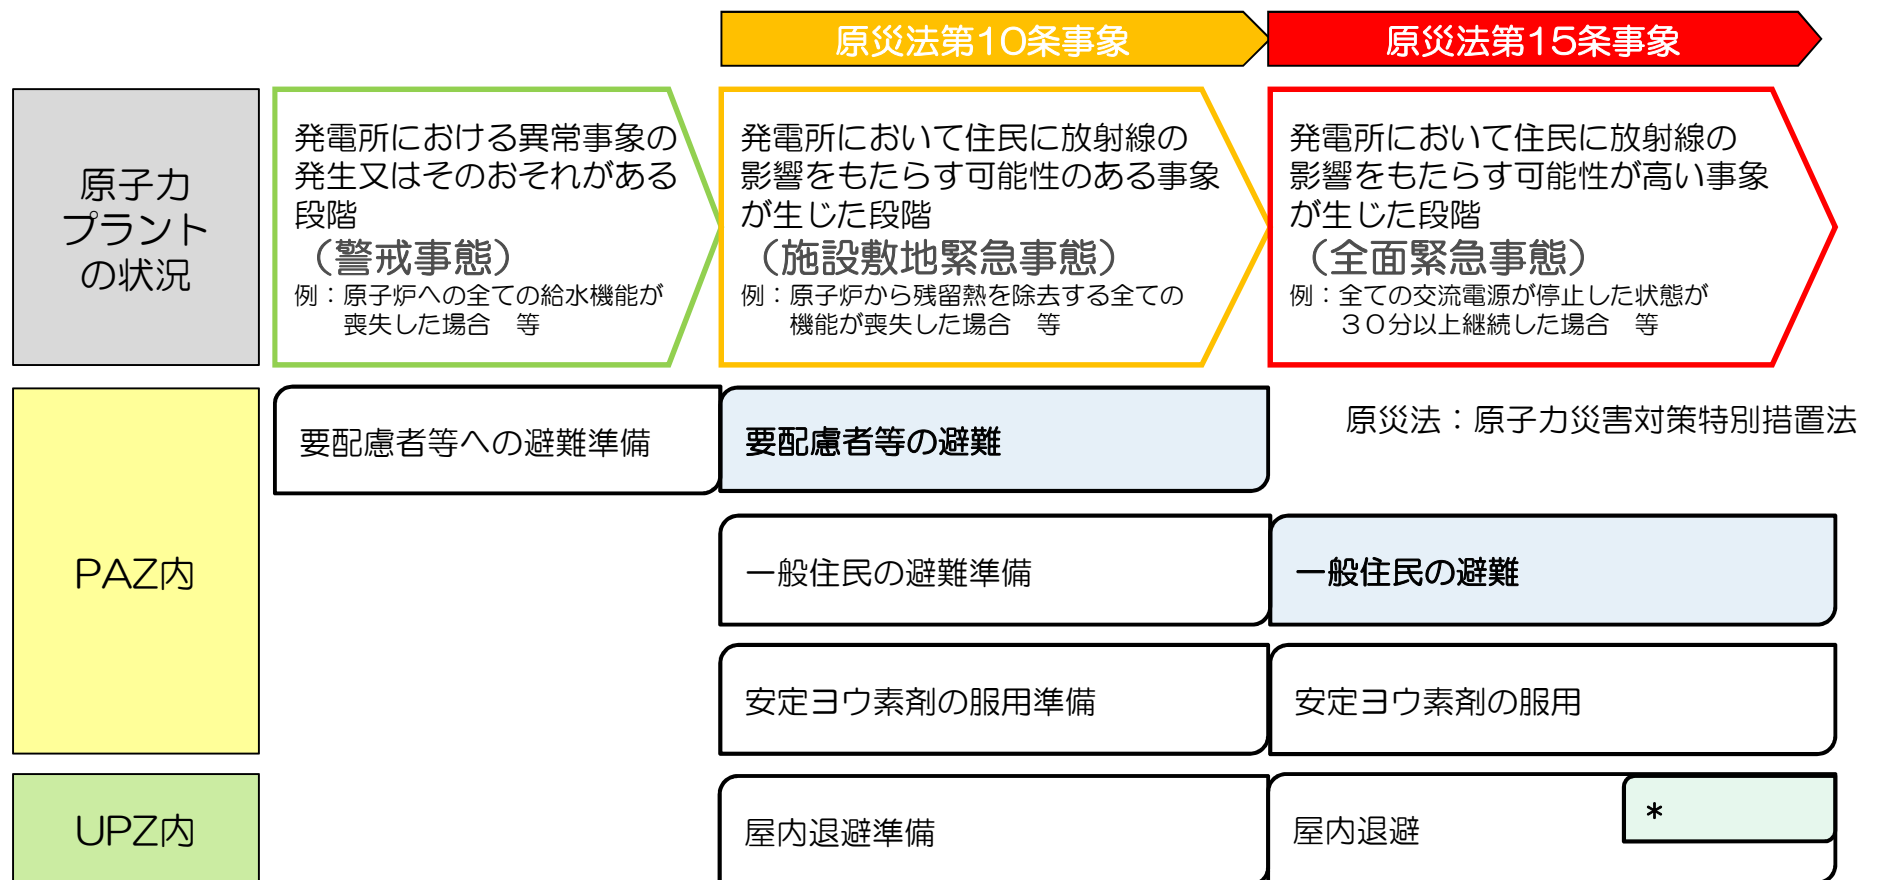 原災法第10条事象
原災法第15条事象
原子力
プラント
の状況
発電所における異常事象の
発生又はそのおそれがある
段階
（警戒事態）
例：原子炉への全ての給水機能が
喪失した場合　等
発電所において住民に放射線の
影響をもたらす可能性のある事象
が生じた段階
（施設敷地緊急事態）
例：原子炉から残留熱を除去する全ての
機能が喪失した場合　等
発電所において住民に放射線の
影響をもたらす可能性が高い事象
が生じた段階
（全面緊急事態）
例：全ての交流電源が停止した状態が
３０分以上継続した場合　等
原災法：原子力災害対策特別措置法
PAZ内
要配慮者等への避難準備
要配慮者等の避難
一般住民の避難準備
一般住民の避難
安定ヨウ素剤の服用準備
安定ヨウ素剤の服用
UPZ内
屋内退避準備
屋内退避
*